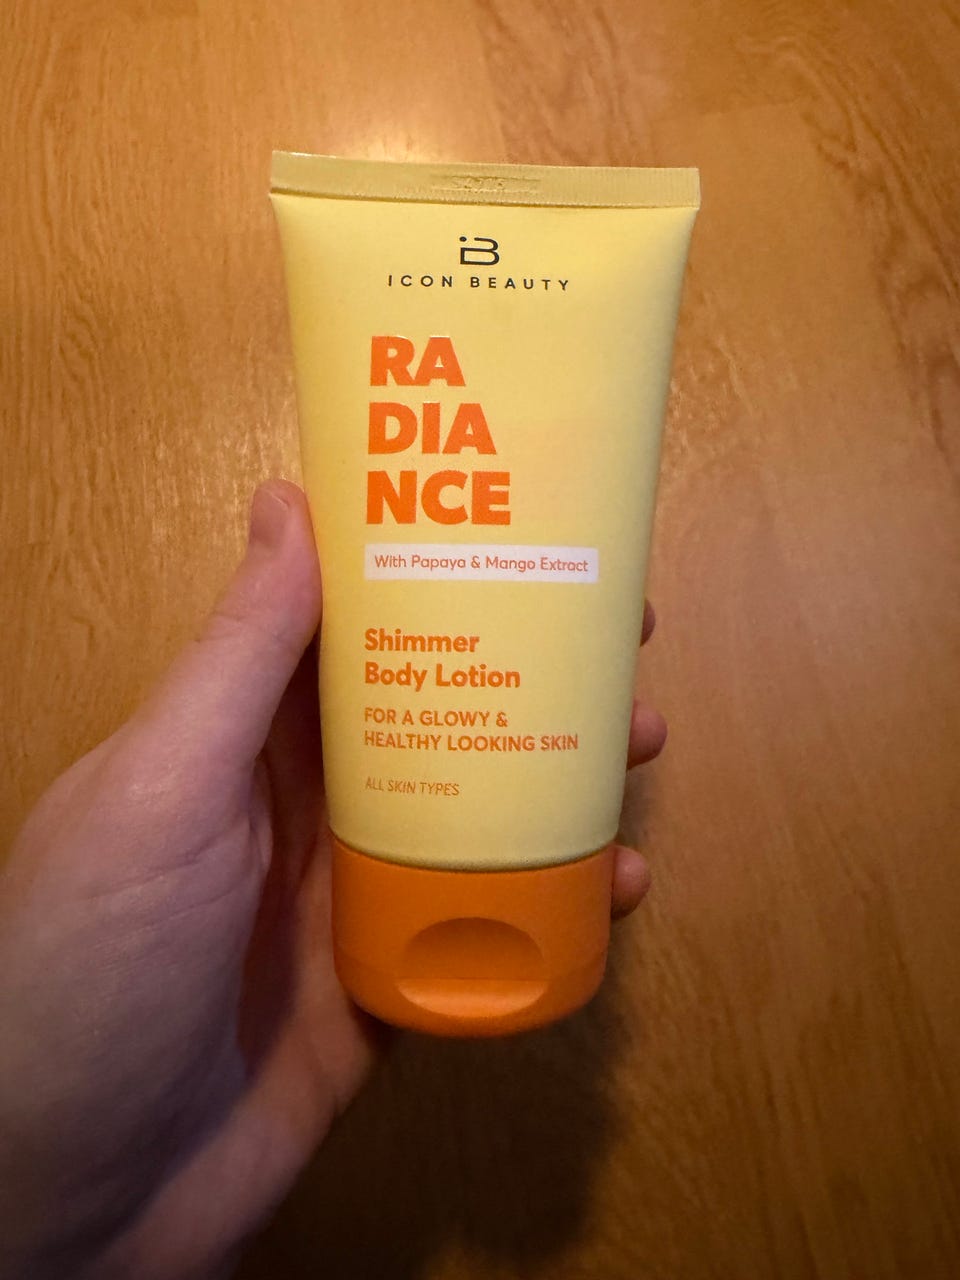 iB
ICON BEAUTY
RA
DIA
NCE
With Papaya & Mango Extract
Shimmer
Body Lotion
FOR A GLOWY &
HEALTHY LOOKING SKIN
ALL SKIN TYPES